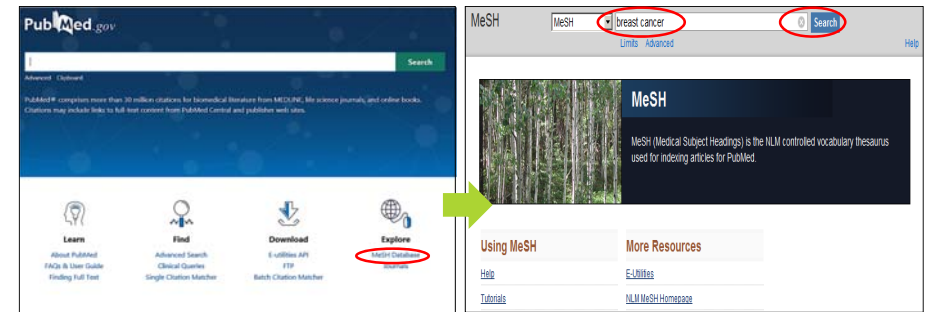 PubMed.gov
Search
Advanced Clipboard
PubMed® comprises more than 30 million citations for biomedical literature from MEDLINE, life science journals, and online books.
Citations may include links to full-text content from PubMed Central and publisher web sites.
Learn
About PubMed
FAQs & User Guide
Finding Full Text
Find
Advanced Search
Clinical Queries
Single Citation Matcher
Download
E-utilities API
FTP
Batch Citation Matcher
Explore
MeSH Database
Journals
MeSH MeSH breast cancer Search
Limits Advanced
Help
MeSH
MeSH (Medical Subject Headings) is the NLM controlled vocabulary thesaurus
used for indexing articles for PubMed.
Using MeSH
Help
Tutorials
More Resources
E-Utilities
NLM MeSH Homepage